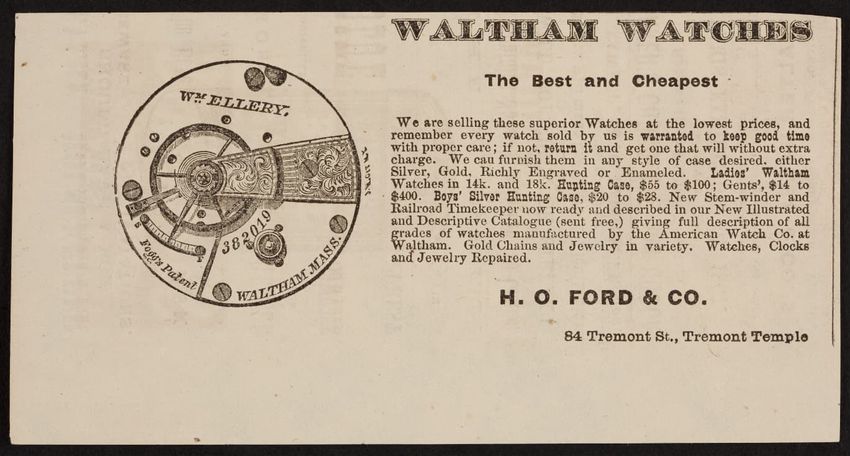 WALTHAM WATCHES
The Best and Cheapest
We are selling these superior Watches at the lowest prices, and
remember every watch sold by us is warranted to keep good time
with proper care; if not, return it and get one that will without extra
charge. We cau furnish them in any style of case desired. either
Silver, Gold, Richly Engraved or Enameled. Ladies' Waltham
Watches in 14k. and 18k. Hunting Case, $55 to $100; Gents', $14 to
$400. Boys' Silver Hunting Case, $20 to $28. New Stem-winder and
Railroad Timekeeper now ready and described in our New Illustrated
and Descriptive Catalogue (sent free,) giving full description of all
grades of watches manufactured by the American Watch Co. at
Waltham. Gold Chains and Jewelry in variety. Watches, Clocks
and Jewelry Repaired.
H. O. FORD & CO.
84 Tremont St., Tremont Temple
WM ELLERY.
382019
Fogg's Patent
WALTHAM MASS.